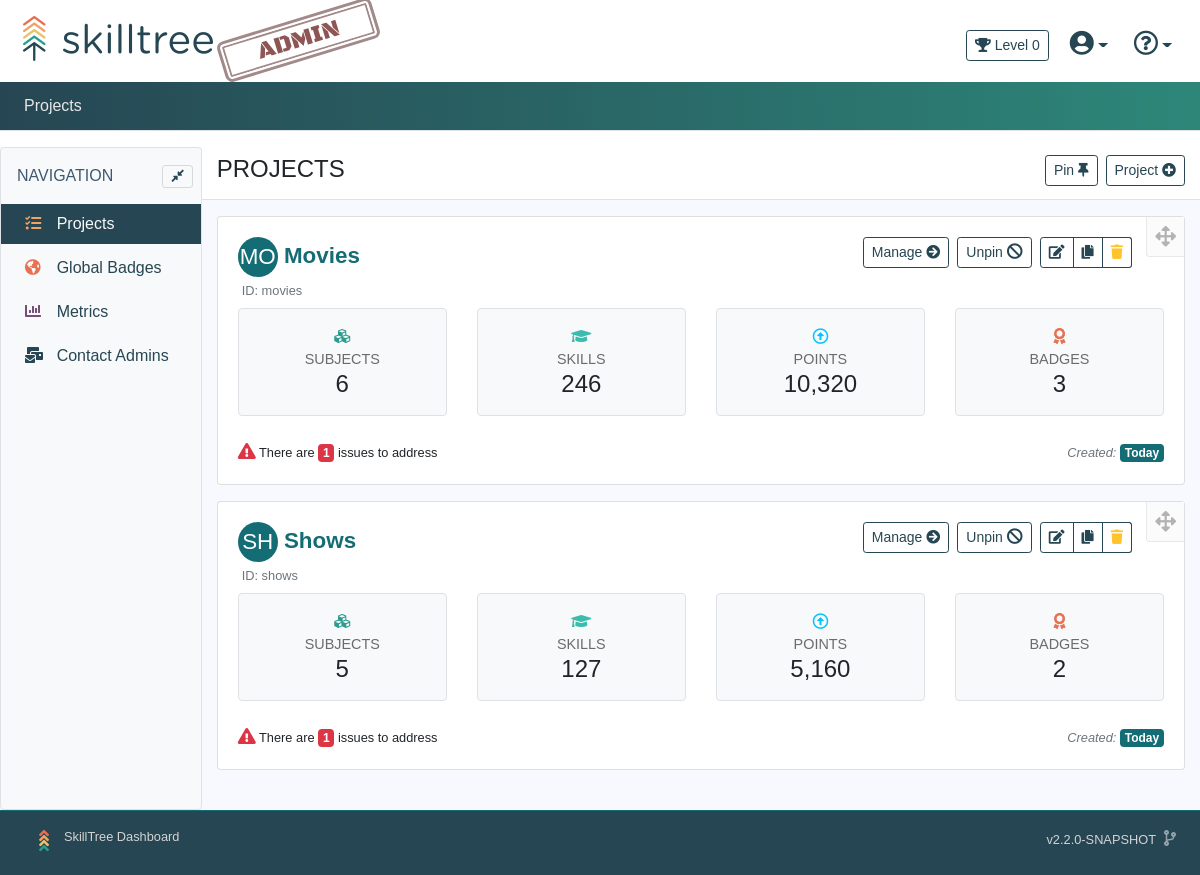 skilltree
ADMIN
Level 0
Projects
NAVIGATION
Projects
Global Badges
Metrics
Contact Admins
PROJECTS
Pin
Project
MO Movies
Manage
Unpin
ID: movies
SUBJECTS
6
SKILLS
246
POINTS
10,320
BADGES
3
There are 1 issues to address
Created: Today
SH Shows
Manage
Unpin
ID: shows
SUBJECTS
5
SKILLS
127
POINTS
5,160
BADGES
2
There are 1 issues to address
Created: Today
SkillTree Dashboard
v2.2.0-SNAPSHOT